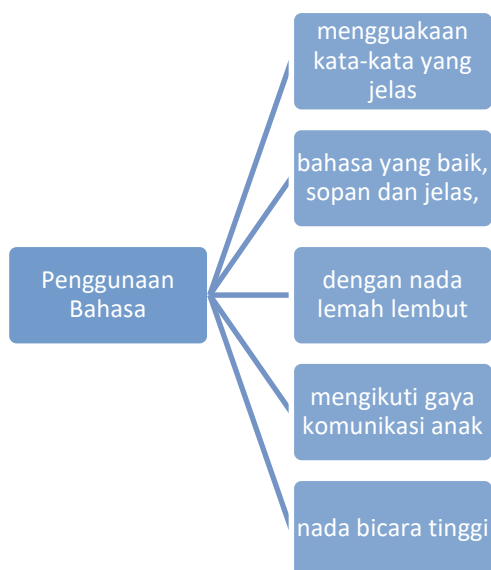 mengguakaan
kata-kata yang
jelas
bahasa yang baik,
sopan dan jelas,
Penggunaan
Bahasa
dengan nada
lemah lembut
mengikuti gaya
komunikasi anak
nada bicara tinggi